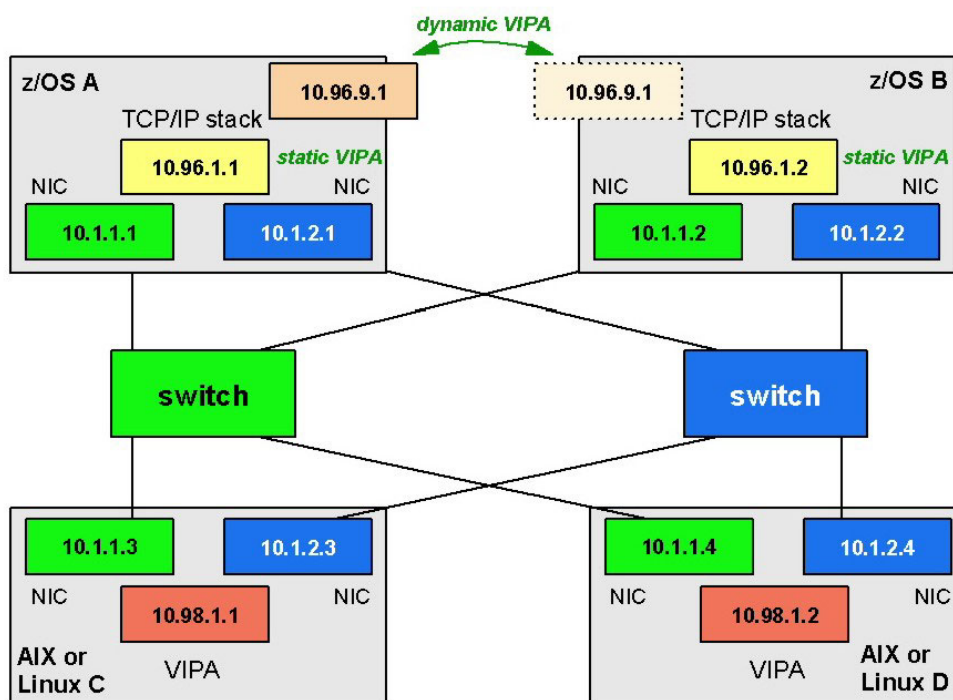 dynamic VIPA
z/OS A
10.96.9.1
10.96.9.1
z/OS B
TCP/IP stack
TCP/IP stack
10.96.1.1
static VIPA
10.96.1.2
static VIPA
NIC
NIC
NIC
NIC
10.1.1.1
10.1.2.1
10.1.1.2
10.1.2.2
switch
switch
10.1.1.3
10.1.2.3
10.1.1.4
10.1.2.4
NIC
NIC
NIC
NIC
10.98.1.1
10.98.1.2
AIX or
Linux C
VIPA
VIPA
AIX or
Linux D